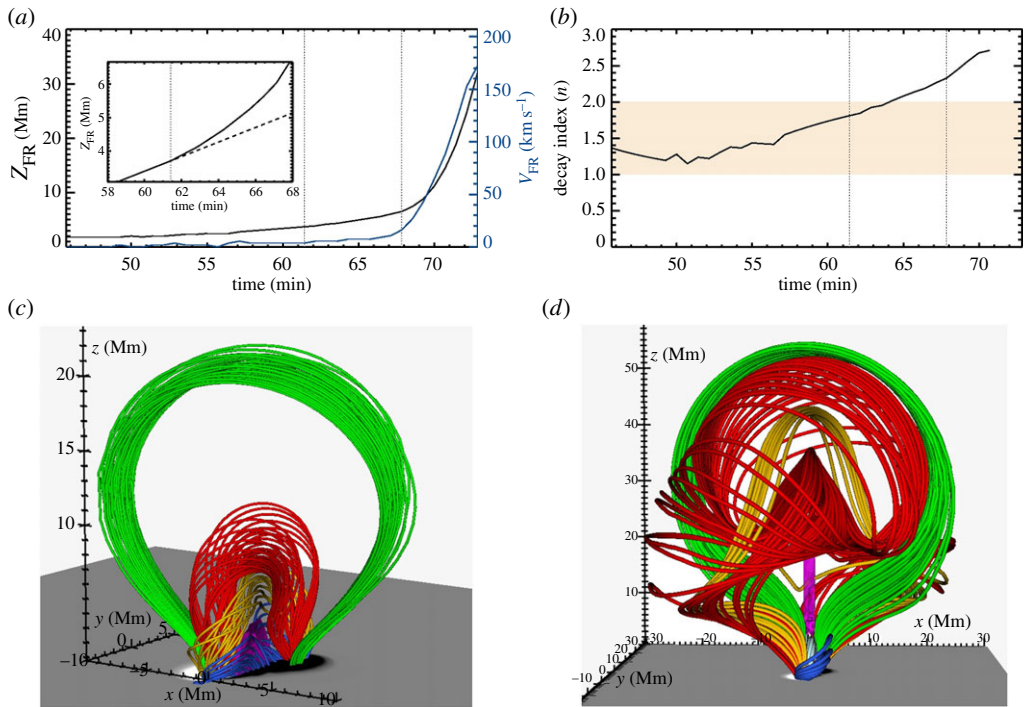 (a)
(b)
40
30
20
10
0
Z_FR (Mm)
200
150
100
50
0
V_FR (km s⁻¹)
6
5
4
Z_FR (Mm)
58 60 62 64 66 68
time (min)
50 55 60 65 70
time (min)
3.0
2.5
2.0
1.5
1.0
0.5
0
decay index (n)
50 55 60 65 70
time (min)
(c)
(d)
z (Mm)
20
15
10
y (Mm)
5
0
-10
-5
0
5
10
x (Mm)
z (Mm)
50
40
30
20
10
x (Mm)
-30 -20 -10 10 20 30
y (Mm)
-10
0
10
20
30